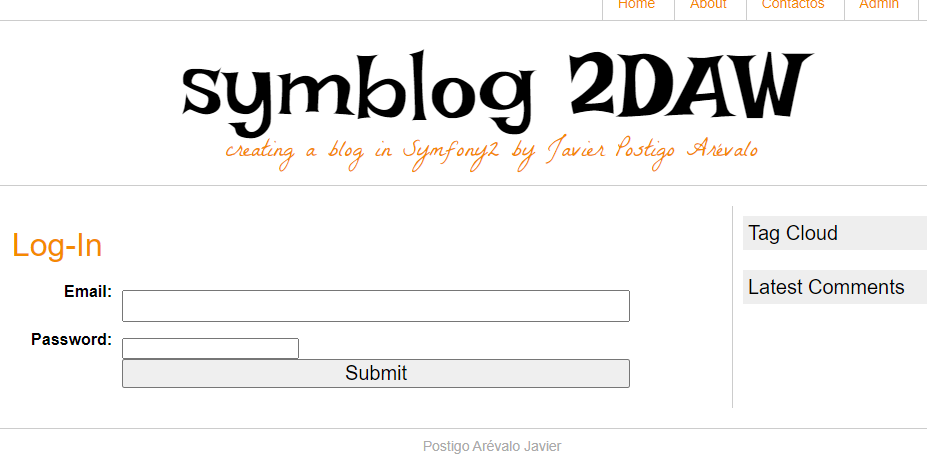 Home About Contactos Admin
symblog 2DAW
creating a blog in Symfony2 by Javier Postigo Arévalo
Log-In
Email:
Password:
Submit
Tag Cloud
Latest Comments
Postigo Arévalo Javier